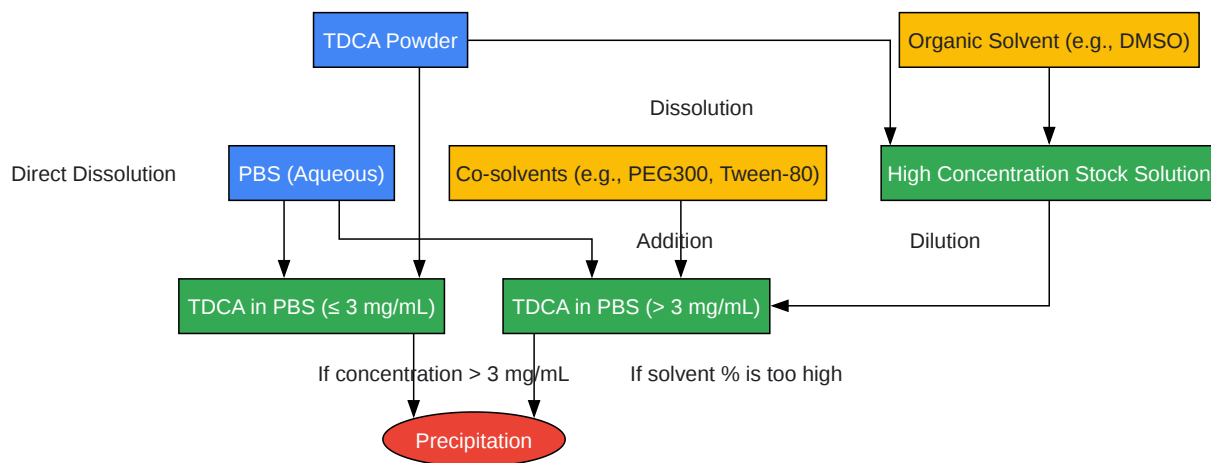 TDCA Powder
Organic Solvent (e.g., DMSO)
Dissolution
Direct Dissolution
PBS (Aqueous)
Co-solvents (e.g., PEG300, Tween-80)
High Concentration Stock Solution
Addition
Dilution
TDCA in PBS (≤ 3 mg/mL)
TDCA in PBS (> 3 mg/mL)
If concentration > 3 mg/mL
If solvent % is too high
Precipitation